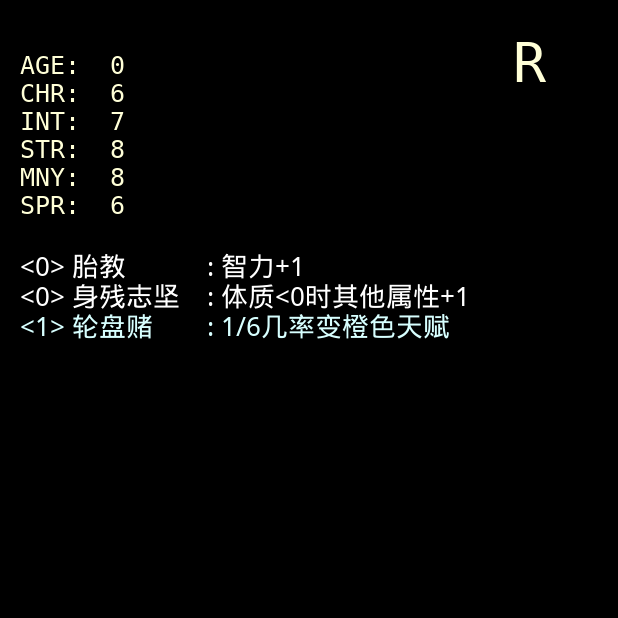 R
AGE: 0
CHR: 6
INT: 7
STR: 8
MNY: 8
SPR: 6
<0> 胎教 : 智力+1
<0> 身残志坚 : 体质<0时其他属性+1
<1> 轮盘赌 : 1/6几率变橙色天赋